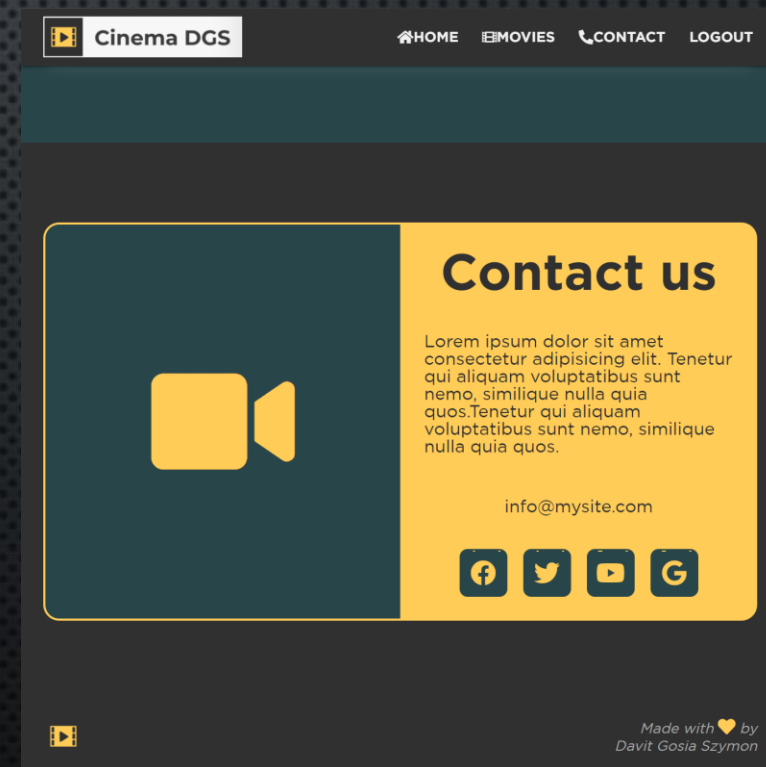 Cinema DGS
HOME MOVIES CONTACT LOGOUT
Contact us
Lorem ipsum dolor sit amet
consectetur adipisicing elit. Tenetur
qui aliquam voluptatibus sunt
nemo, similique nulla quia
quos.Tenetur qui aliquam
voluptatibus sunt nemo, similique
nulla quia quos.
info@mysite.com
Made with by
Davit Gosia Szymon